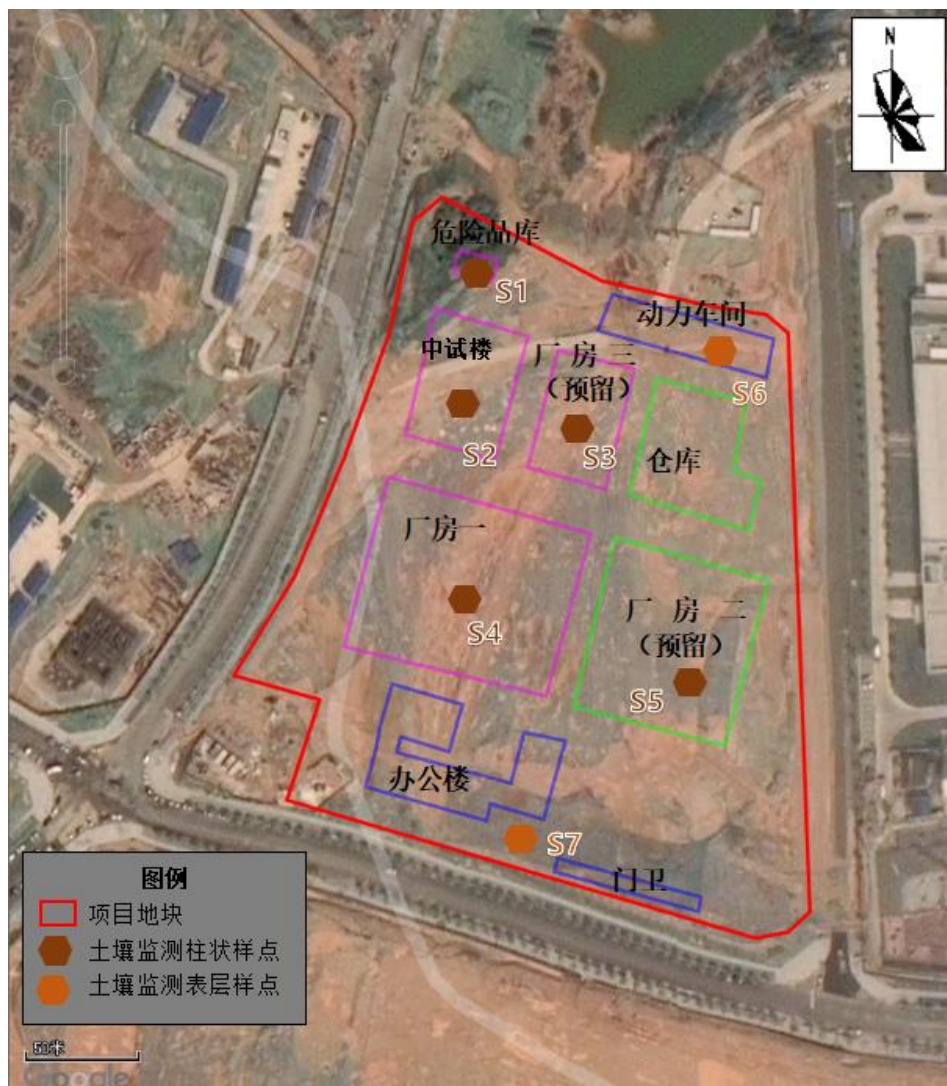 N
危险品库
S1
动力车间
中试楼
厂房三
（预留）
S6
S2
S3
仓库
厂房一
S4
厂房二
（预留）
S5
办公楼
S7
门卫
图例
项目地块
土壤监测柱状样点
土壤监测表层样点
50米
Google